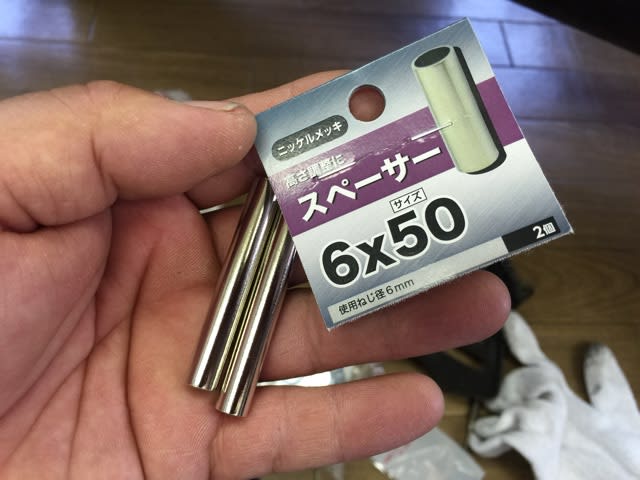 ニッケルメッキ
高さ調整に
スペーサー
サイズ
6x50
2個
使用ねじ径6mm